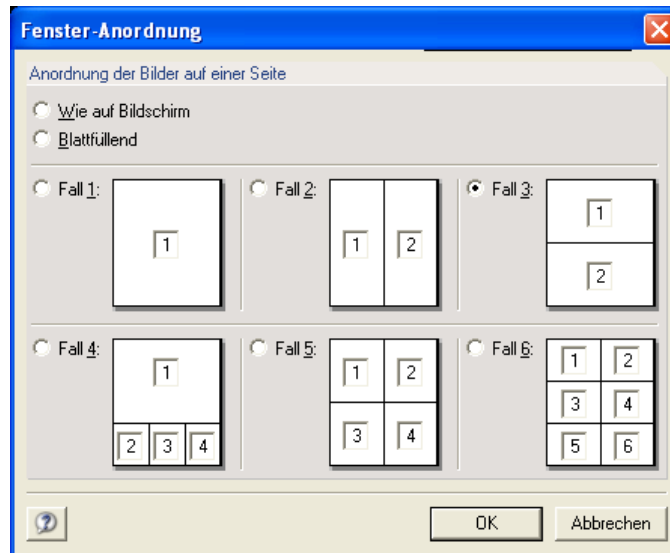 Fenster-Anordnung
Anordnung der Bilder auf einer Seite
Wie auf Bildschirm
Blattfüllend
Fall 1:
1
Fall 2:
1 2
Fall 3:
1
2
Fall 4:
1
2 3 4
Fall 5:
1 2
3 4
Fall 6:
1 2
3 4
5 6
?
OK Abbrechen